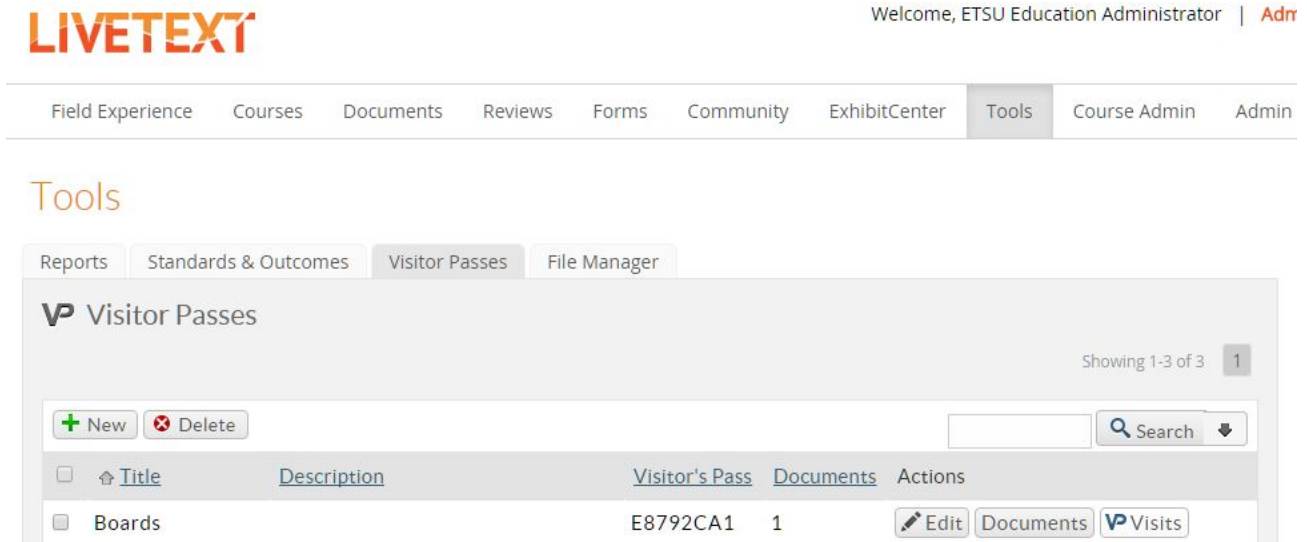 Welcome, ETSU Education Administrator | Adm
LIVETEXT
Field Experience Courses Documents Reviews Forms Community ExhibitCenter Tools Course Admin Admin
Tools
Reports Standards & Outcomes Visitor Passes File Manager
VP Visitor Passes
Showing 1-3 of 3 1
New Delete Search
Title Description Visitor's Pass Documents Actions
Boards E8792CA1 1 Edit Documents VP Visits